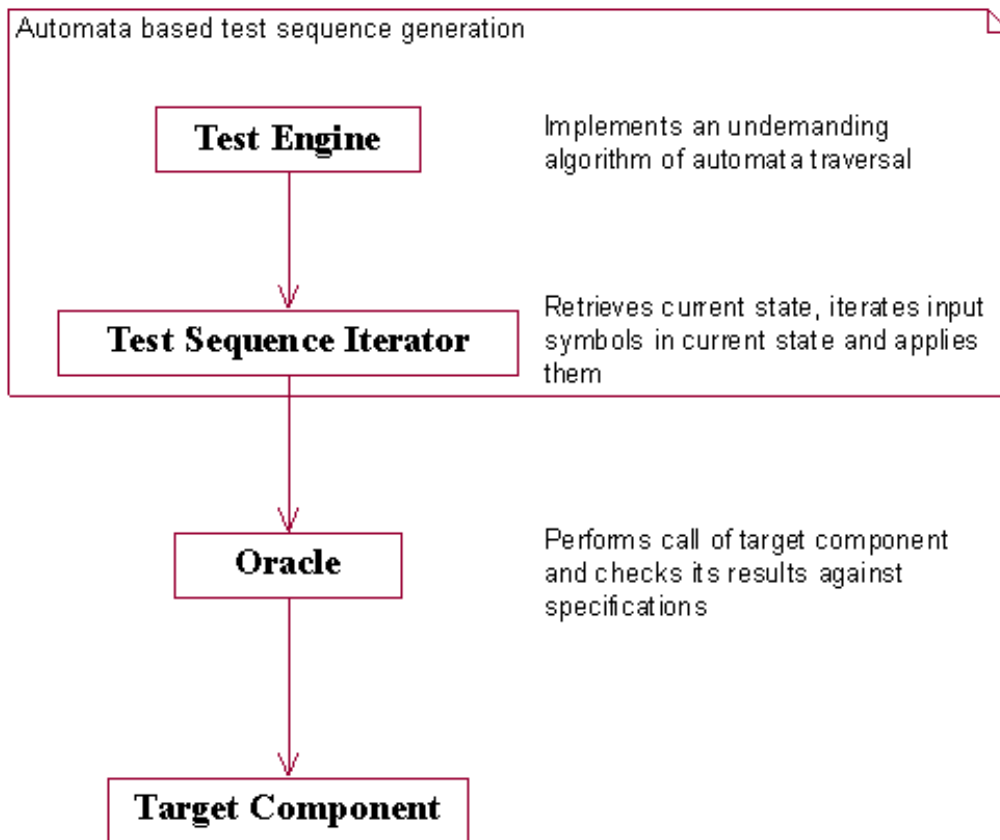 Automata based test sequence generation
Test Engine
Implements an undemanding
algorithm of automata traversal
Test Sequence Iterator
Retrieves current state, iterates input
symbols in current state and applies
them
Oracle
Performs call of target component
and checks its results against
specifications
Target Component